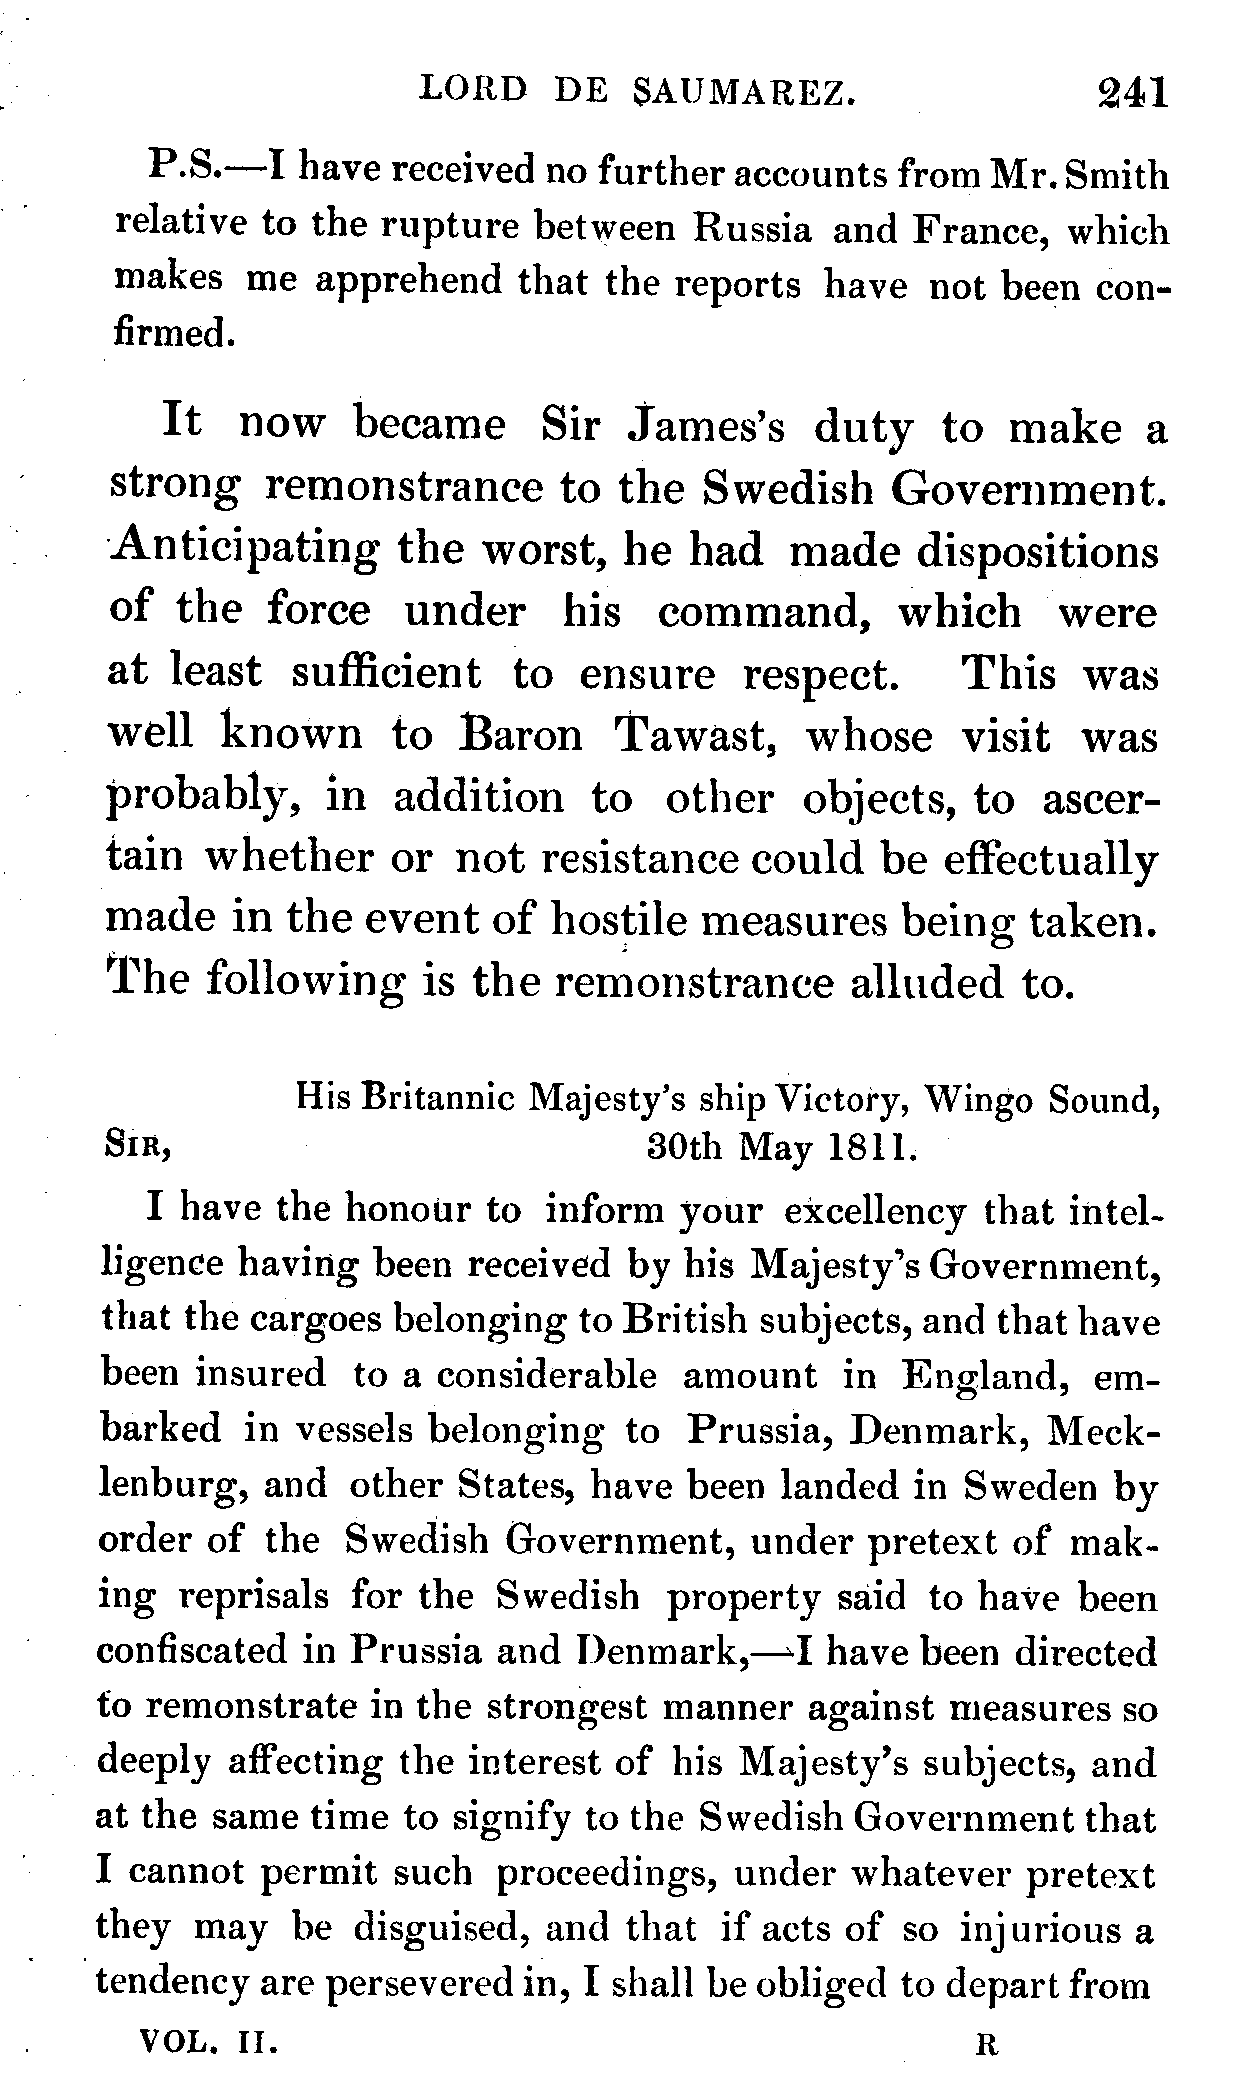 LORD DE SAUMAREZ. 241
P.S.—I have received no further accounts from Mr. Smith
relative to the rupture between Russia and France, which
makes me apprehend that the reports have not been con-
firmed.
It now became Sir James's duty to make a
strong remonstrance to the Swedish Government.
Anticipating the worst, he had made dispositions
of the force under his command, which were
at least sufficient to ensure respect. This was
well known to Baron Tawast, whose visit was
probably, in addition to other objects, to ascer-
tain whether or not resistance could be effectually
made in the event of hostile measures being taken.
The following is the remonstrance alluded to.
His Britannic Majesty's ship Victory, Wingo Sound,
SIR, 30th May 1811.
I have the honour to inform your excellency that intel-
ligence having been received by his Majesty's Government,
that the cargoes belonging to British subjects, and that have
been insured to a considerable amount in England, em-
barked in vessels belonging to Prussia, Denmark, Meck-
lenburg, and other States, have been landed in Sweden by
order of the Swedish Government, under pretext of mak-
ing reprisals for the Swedish property said to have been
confiscated in Prussia and Denmark,—I have been directed
to remonstrate in the strongest manner against measures so
deeply affecting the interest of his Majesty's subjects, and
at the same time to signify to the Swedish Government that
I cannot permit such proceedings, under whatever pretext
they may be disguised, and that if acts of so injurious a
tendency are persevered in, I shall be obliged to depart from
VOL. II. R